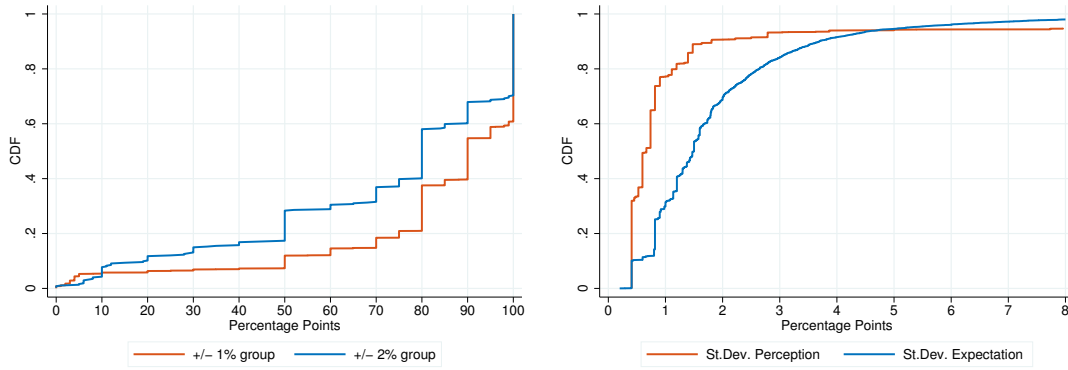 CDF
0
.2
.4
.6
.8
1
0 10 20 30 40 50 60 70 80 90 100
Percentage Points
+/− 1% group
+/− 2% group
CDF
0
.2
.4
.6
.8
1
0 1 2 3 4 5 6 7 8
Percentage Points
St.Dev. Perception
St.Dev. Expectation